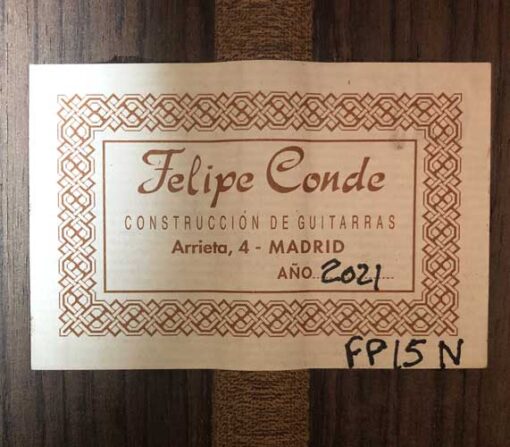 Felipe Conde
CONSTRUCCIÓN DE GUITARRAS
Arrieta, 4 - MADRID
AÑO...2021...
FP15 N